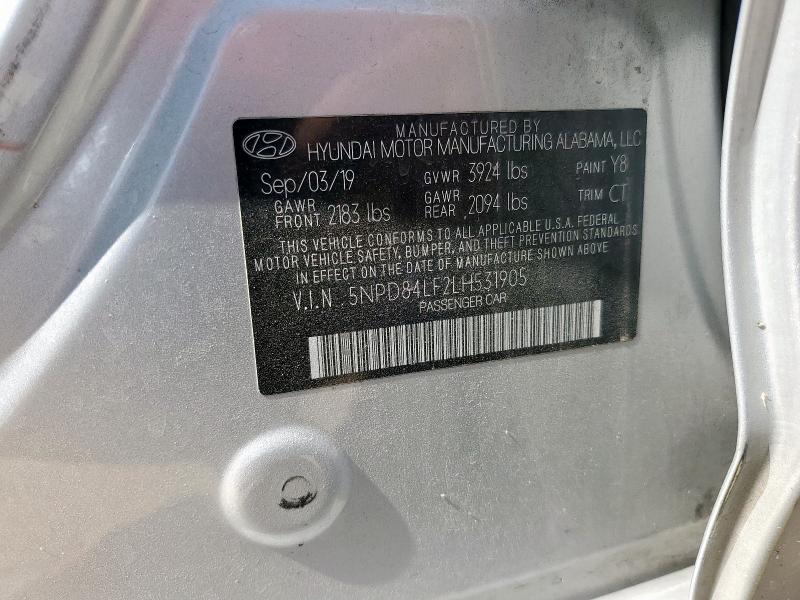 MANUFACTURED BY
HYUNDAI MOTOR MANUFACTURING ALABAMA, LLC
Sep/03/19 GVWR 3924 lbs PAINT Y8
GAWR FRONT 2183 lbs GAWR REAR 2094 lbs TRIM CT
THIS VEHICLE CONFORMS TO ALL APPLICABLE U.S.A. FEDERAL
MOTOR VEHICLE SAFETY, BUMPER, AND THEFT PREVENTION STANDARDS
IN EFFECT ON THE DATE OF MANUFACTURE SHOWN ABOVE
V.I.N. 5NPD84LF2LH531905
PASSENGER CAR